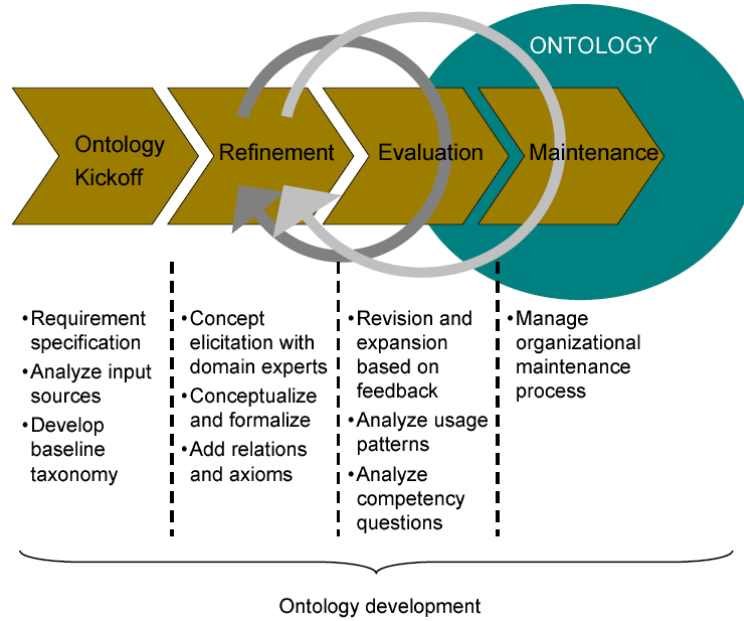 ONTOLOGY
Ontology
Kickoff
Refinement
Evaluation
Maintenance
•Requirement
specification
•Analyze input
sources
•Develop
baseline
taxonomy
•Concept
elicitation with
domain experts
•Conceptualize
and formalize
•Add relations
and axioms
•Revision and
expansion
based on
feedback
•Analyze usage
patterns
•Analyze
competency
questions
•Manage
organizational
maintenance
process
Ontology development